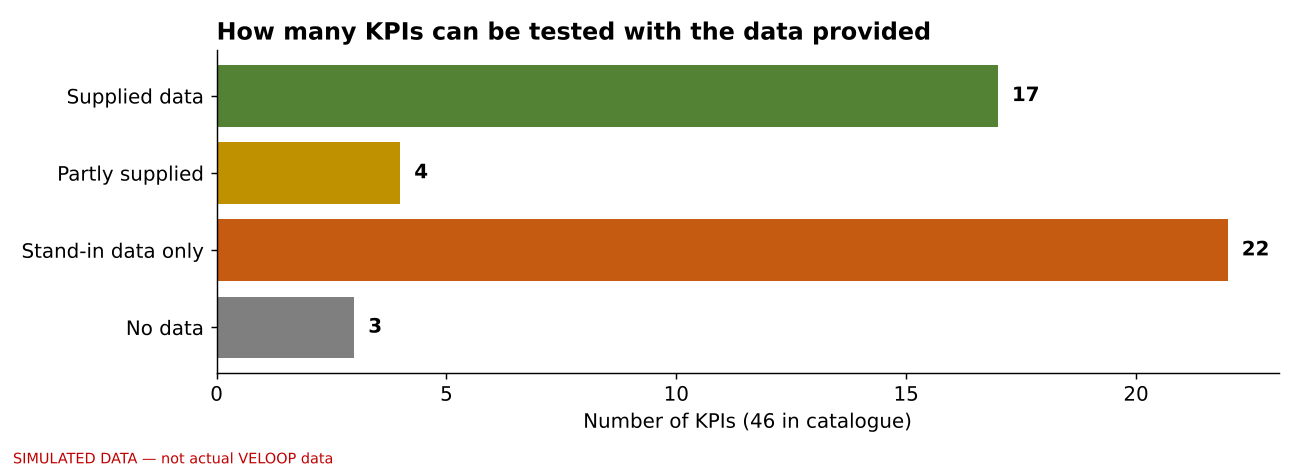 How many KPIs can be tested with the data provided
Supplied data
17
Partly supplied
4
Stand-in data only
22
No data
3
0 5 10 15 20
Number of KPIs (46 in catalogue)
SIMULATED DATA — not actual VELOOP data